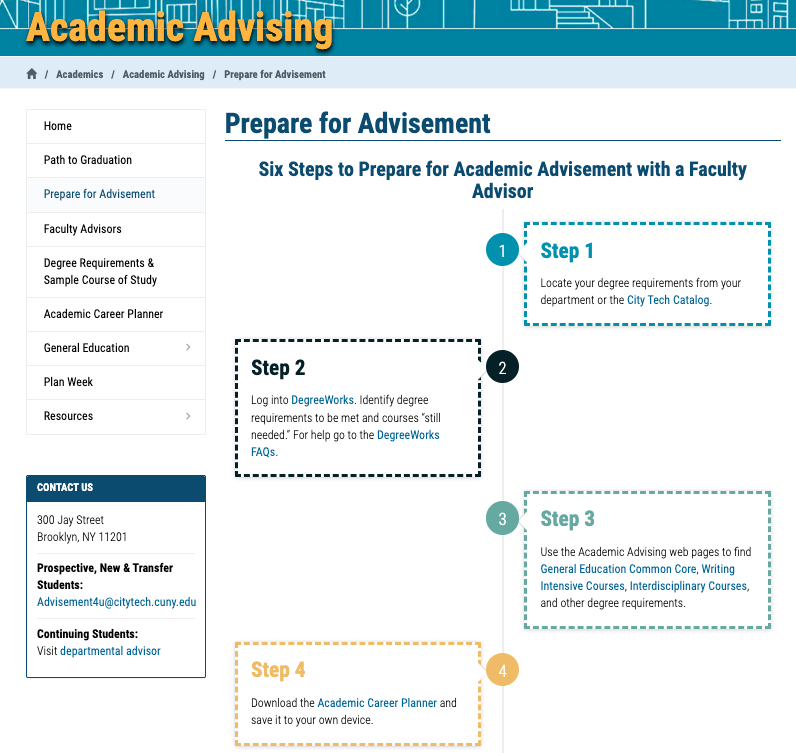 Academic Advising
/ Academics / Academic Advising / Prepare for Advisement
Home
Path to Graduation
Prepare for Advisement
Faculty Advisors
Degree Requirements &
Sample Course of Study
Academic Career Planner
General Education
Plan Week
Resources
CONTACT US
300 Jay Street
Brooklyn, NY 11201
Prospective, New & Transfer
Students:
Advisement4u@citytech.cuny.edu
Continuing Students:
Visit departmental advisor
Prepare for Advisement
Six Steps to Prepare for Academic Advisement with a Faculty
Advisor
1
Step 1
Locate your degree requirements from your
department or the City Tech Catalog.
2
Step 2
Log into DegreeWorks. Identify degree
requirements to be met and courses “still
needed.” For help go to the DegreeWorks
FAQs.
3
Step 3
Use the Academic Advising web pages to find
General Education Common Core, Writing
Intensive Courses, Interdisciplinary Courses,
and other degree requirements.
4
Step 4
Download the Academic Career Planner and
save it to your own device.